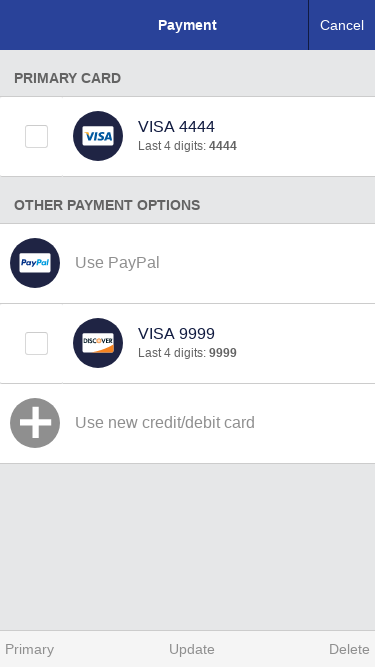 Payment
Cancel
PRIMARY CARD
VISA
VISA 4444
Last 4 digits: 4444
OTHER PAYMENT OPTIONS
PayPal
Use PayPal
DISCOVER
VISA 9999
Last 4 digits: 9999
Use new credit/debit card
Primary
Update
Delete